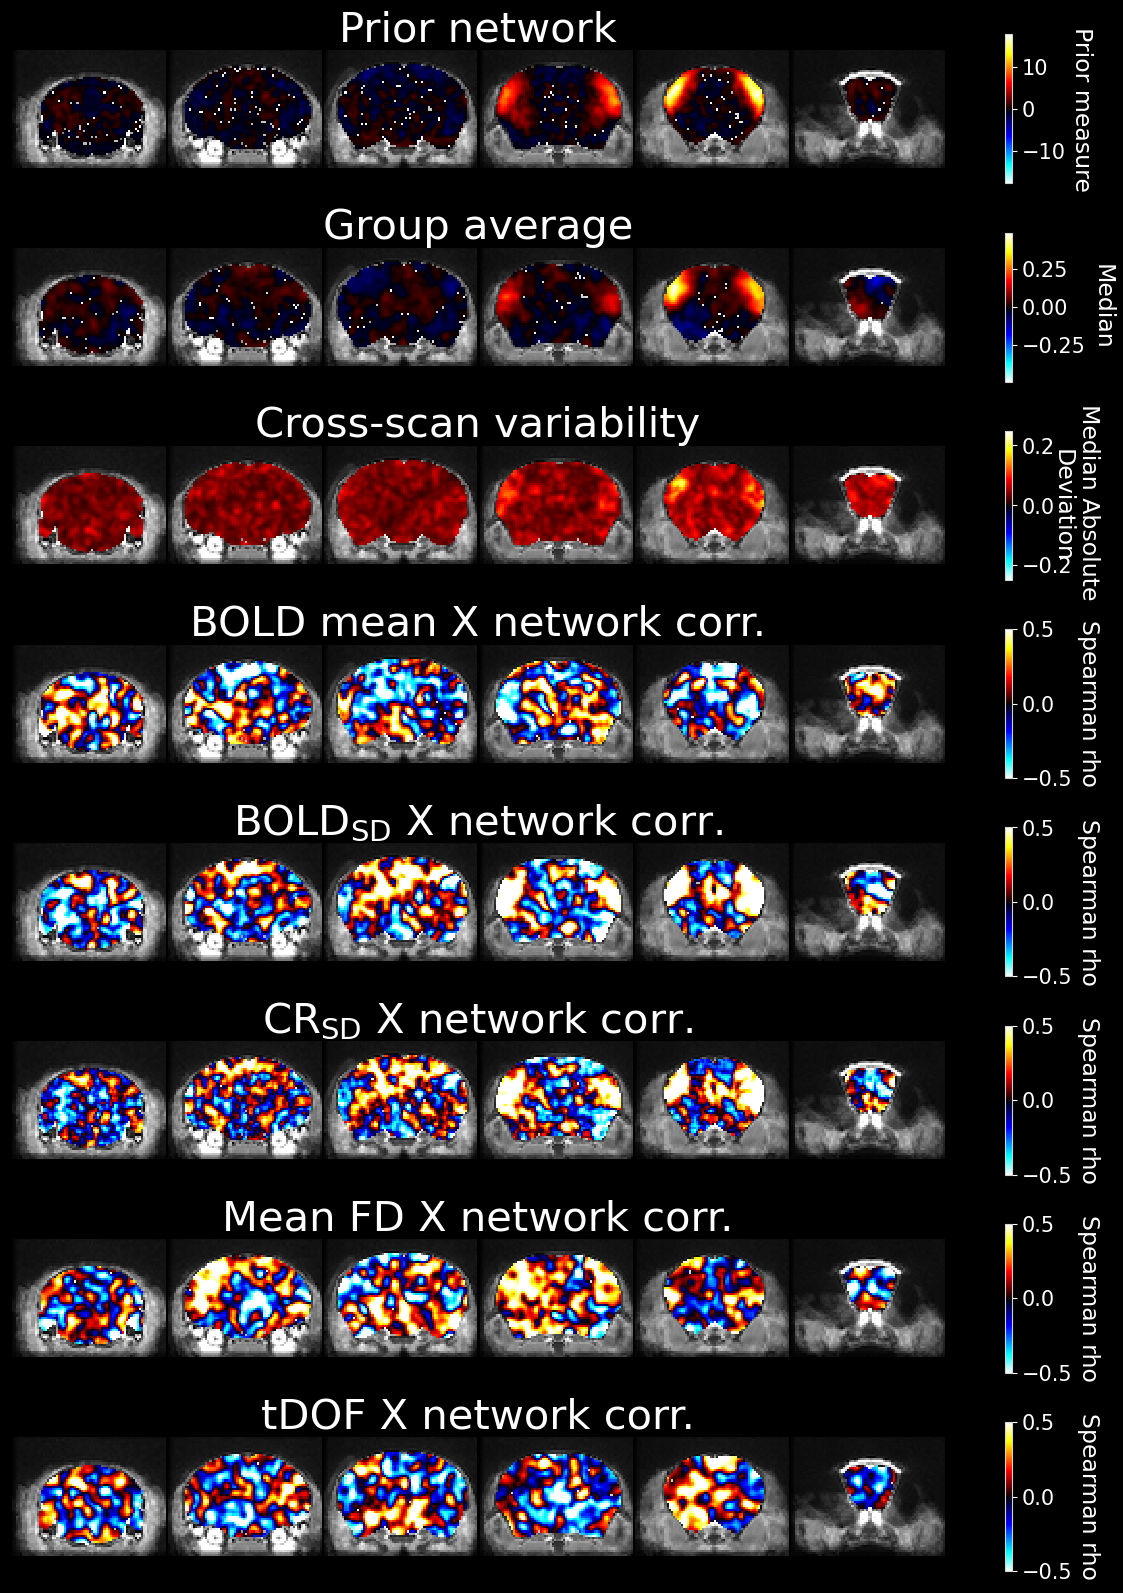 Prior network
10
0
−10
Prior measure
Group average
0.25
0.00
−0.25
Median
Cross-scan variability
0.2
0.0
−0.2
Median Absolute
Deviation
BOLD mean X network corr.
0.5
0.0
−0.5
Spearman rho
BOLD_SD X network corr.
0.5
0.0
−0.5
Spearman rho
CR_SD X network corr.
0.5
0.0
−0.5
Spearman rho
Mean FD X network corr.
0.5
0.0
−0.5
Spearman rho
tDOF X network corr.
0.5
0.0
−0.5
Spearman rho